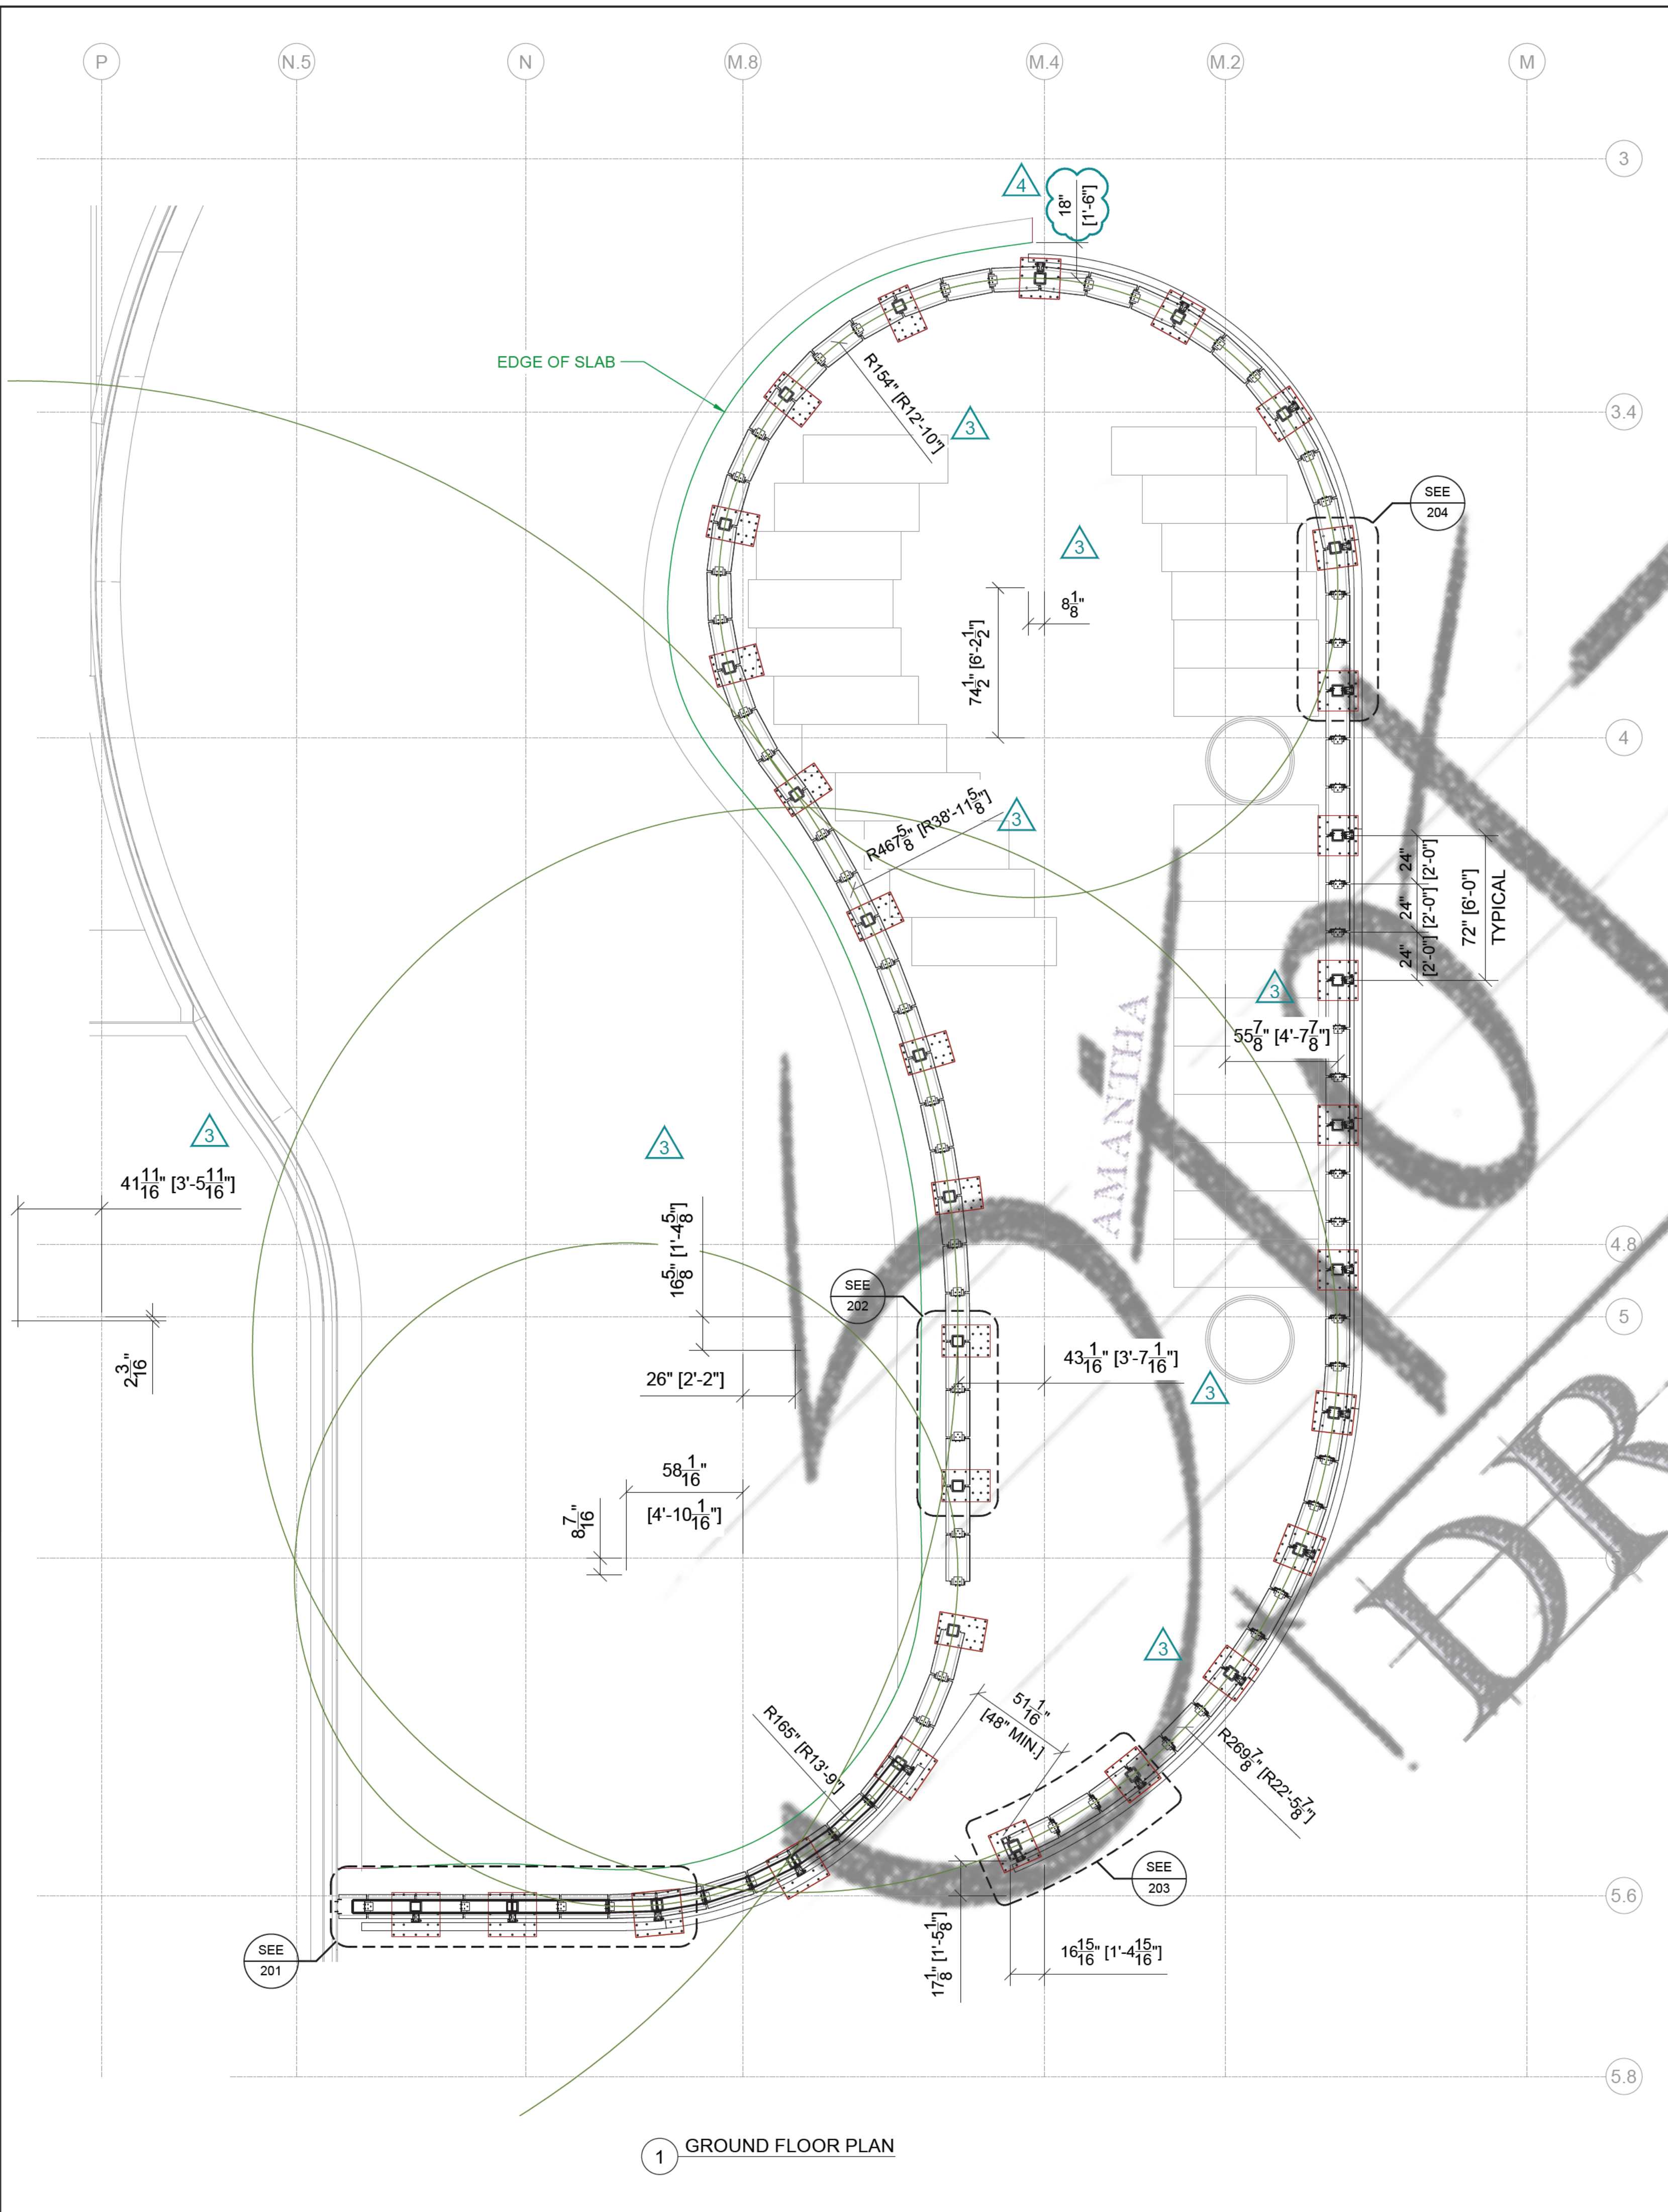 P
N.5
N
M.8
M.4
M.2
M
3
4
18"
[1'-6"]
EDGE OF SLAB
R154" [R12'-10"]
3
3.4
SEE
204
3
8 1/8"
74 1/2" [6'-2 1/2"]
4
R467 5/8" [R38'-11 5/8"]
3
24"
[2'-0"]
24"
[2'-0"]
24"
[2'-0"]
72" [6'-0"]
TYPICAL
3
55 7/8" [4'-7 7/8"]
AMANTHA
3
3
41 11/16" [3'-5 11/16"]
16 5/8" [1'-4 5/8"]
4.8
SEE
202
5
2 3/16"
26" [2'-2"]
43 1/16" [3'-7 1/16"]
3
58 1/16"
[4'-10 1/16"]
8 7/16"
3
51 1/16"
[48" MIN.]
R165" [R13'-9"]
R269 7/8" [R22'-5 7/8"]
SEE
203
5.6
17 1/8" [1'-5 1/8"]
16 15/16" [1'-4 15/16"]
SEE
201
5.8
1 GROUND FLOOR PLAN